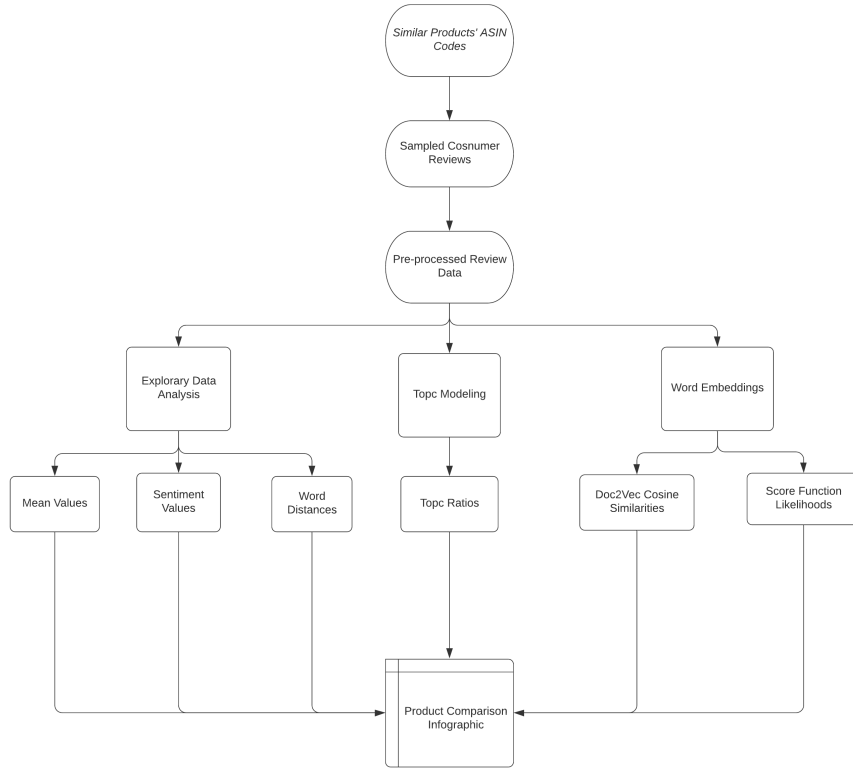 Similar Products' ASIN
Codes
Sampled Cosnumer
Reviews
Pre-processed Review
Data
Explorary Data
Analysis
Topc Modeling
Word Embeddings
Mean Values
Sentiment
Values
Word
Distances
Topc Ratios
Doc2Vec Cosine
Similarities
Score Function
Likelihoods
Product Comparison
Infographic